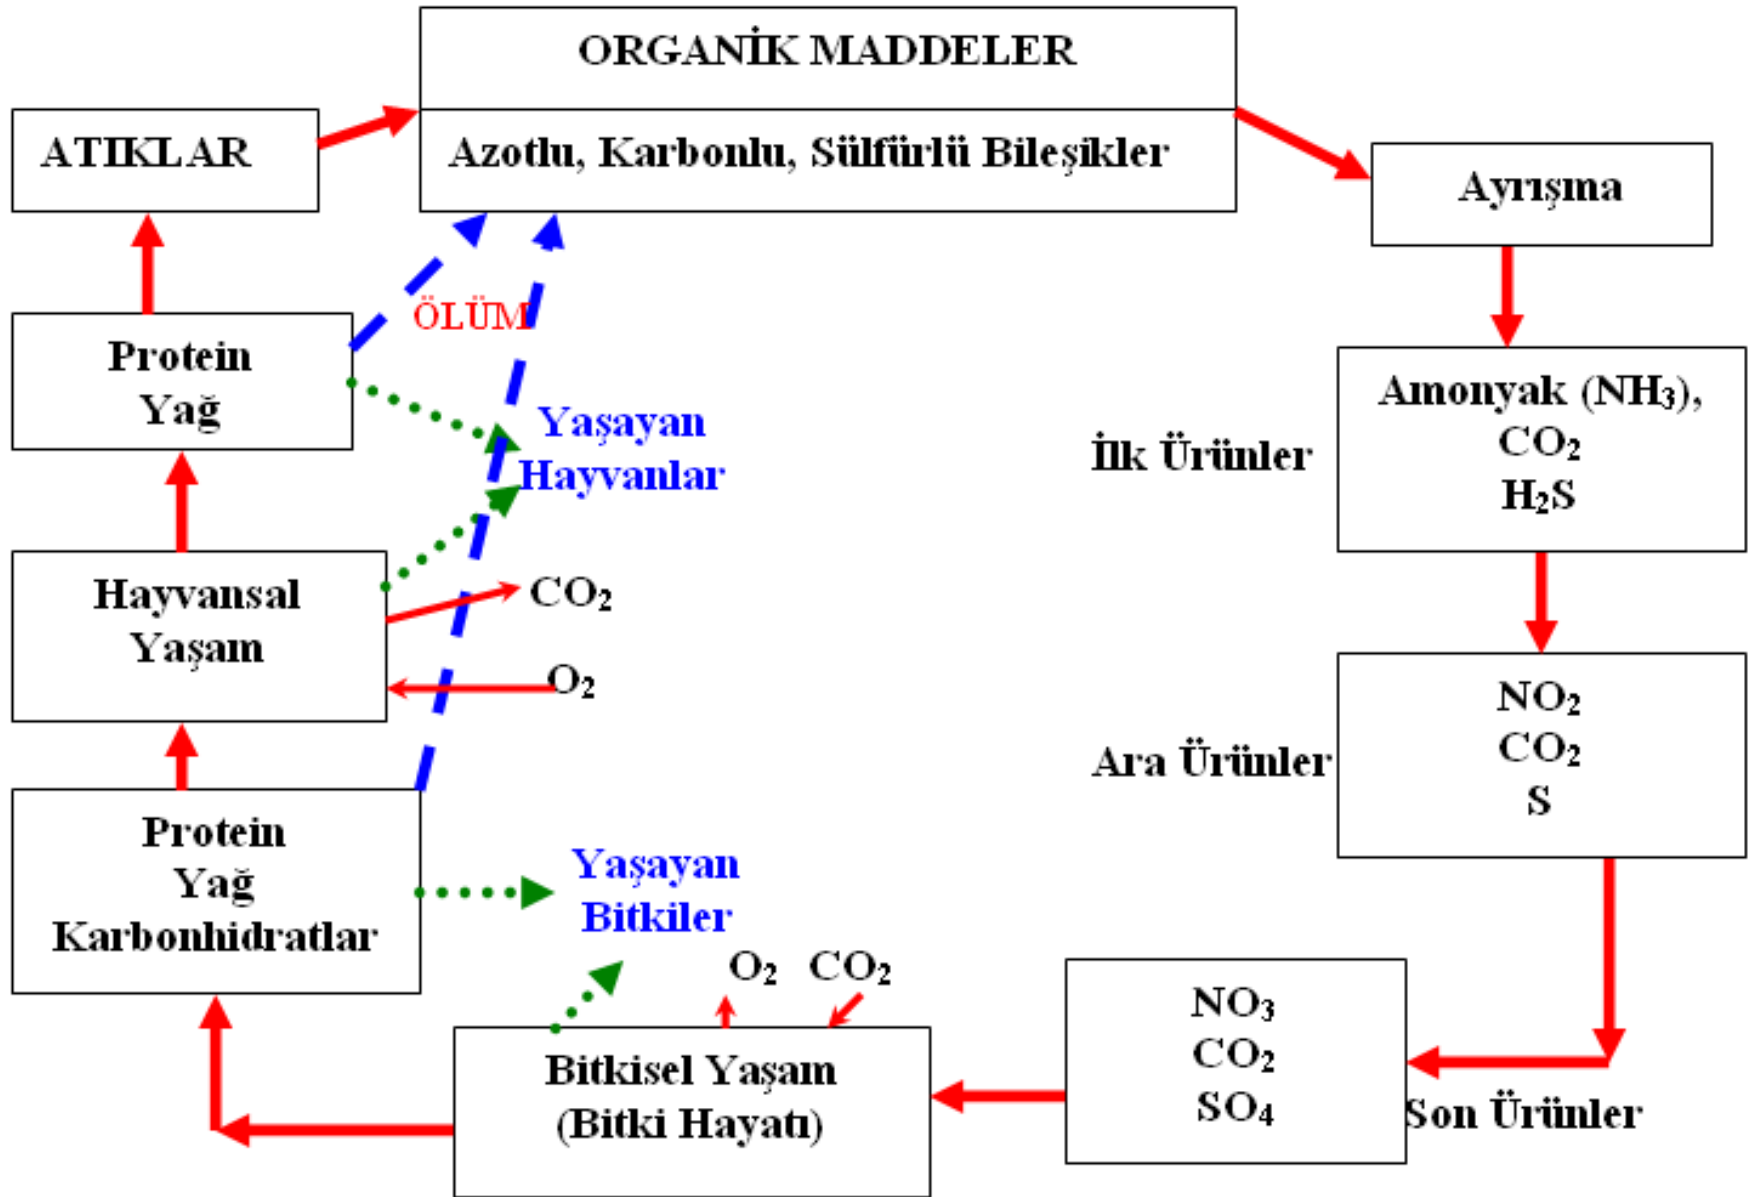 ORGANİK MADDELER
Azotlu, Karbonlu, Sülfürlü Bileşikler
ATIKLAR
Ayrışma
ÖLÜM
Protein
Yağ
Yaşayan
Hayvanlar
İlk Ürünler
Amonyak (NH₃),
CO₂
H₂S
Hayvansal
Yaşam
CO₂
O₂
Ara Ürünler
NO₂
CO₂
S
Protein
Yağ
Karbonhidratlar
Yaşayan
Bitkiler
O₂ CO₂
Bitkisel Yaşam
(Bitki Hayatı)
NO₃
CO₂
SO₄
Son Ürünler